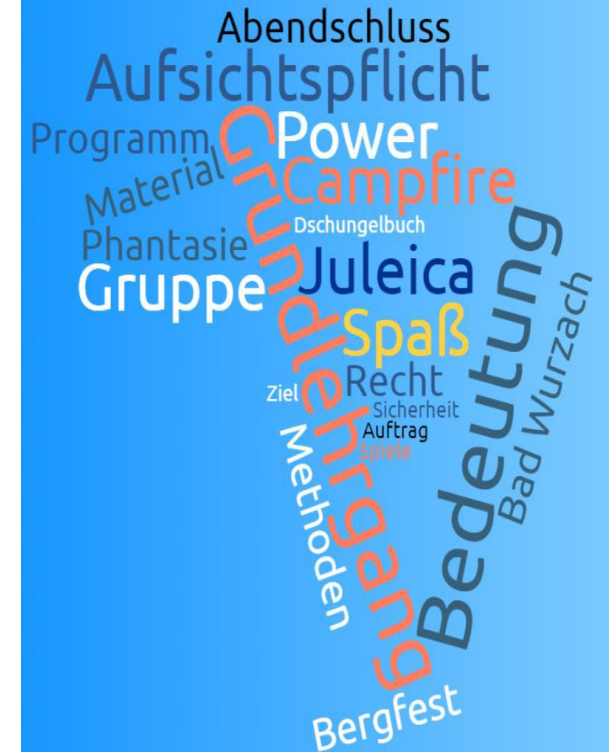 Abendschluss
Aufsichtspflicht
Programm
Power
Grundlehrgang
Material
Campfire
Dschungelbuch
Phantasie
Juleica
Gruppe
Bedeutung
Bad Wurzach
Spaß
Recht
Ziel
Sicherheit
Auftrag
Spiele
Methoden
Bergfest